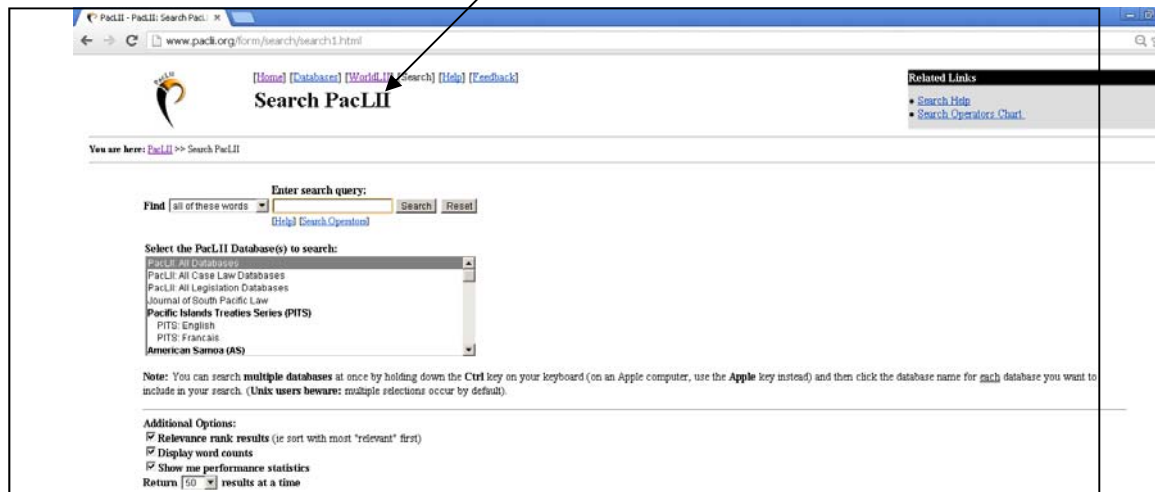 PacLII - PacLII: Search PacL
www.paclii.org/form/search/search1.html
[Home] [Databases] [WorldLII] [Search] [Help] [Feedback]
Search PacLII
Related Links
Search Help
Search Operators Chart
You are here: PacLII >> Search PacLII
Enter search query:
Find all of these words Search Reset
[Help] [Search Operators]
Select the PacLII Database(s) to search:
PacLII: All Databases
PacLII: All Case Law Databases
PacLII: All Legislation Databases
Journal of South Pacific Law
Pacific Islands Treaties Series (PITS)
PITS: English
PITS: Francais
American Samoa (AS)
Note: You can search multiple databases at once by holding down the Ctrl key on your keyboard (on an Apple computer, use the Apple key instead) and then click the database name for each database you want to
include in your search. (Unix users beware: multiple selections occur by default).
Additional Options:
Relevance rank results (ie sort with most "relevant" first)
Display word counts
Show me performance statistics
Return 50 results at a time